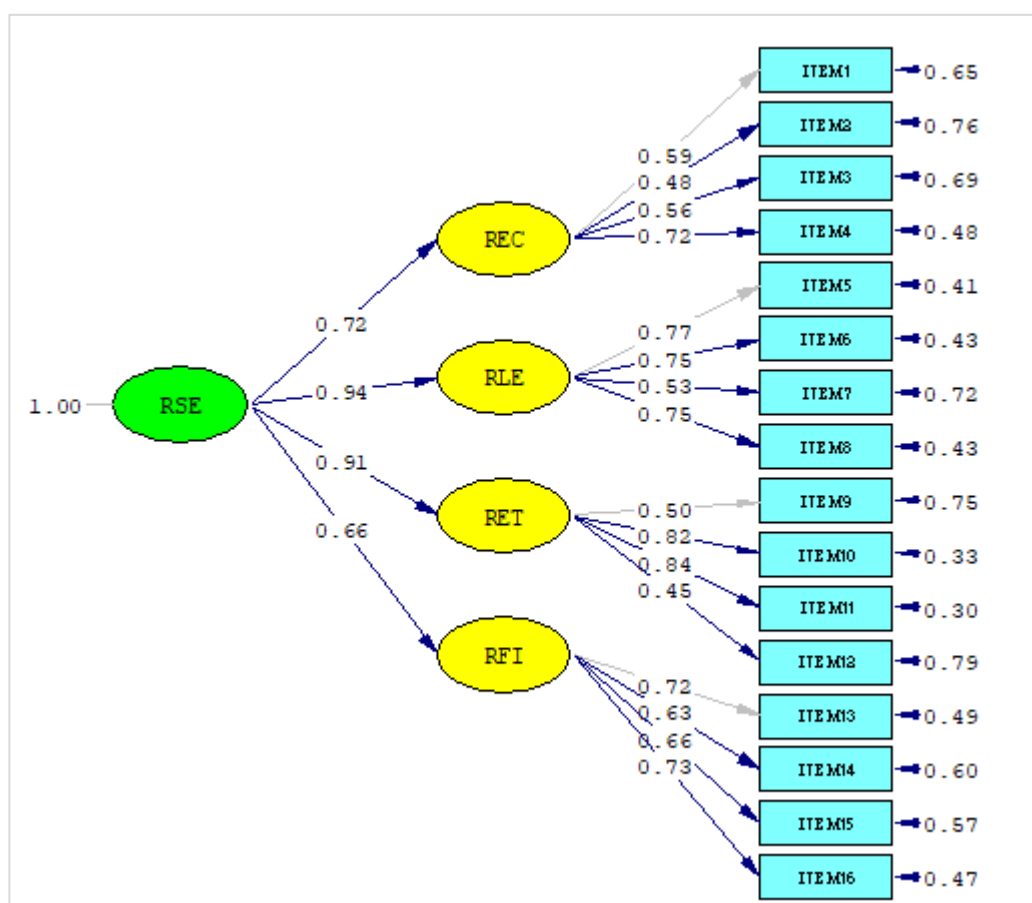 ITEM1 0.65
ITEM2 0.76
0.59
0.48
ITEM3 0.69
0.56
0.72
ITEM4 0.48
REC
ITEM5 0.41
0.72
0.77
ITEM6 0.43
0.75
RLE
0.94
0.53
ITEM7 0.72
1.00 RSE
0.75
ITEM8 0.43
0.91
ITEM9 0.75
0.50
RET
0.66
0.82
ITEM10 0.33
0.84
0.45
ITEM11 0.30
RFI
ITEM12 0.79
0.72
0.63
ITEM13 0.49
0.66
0.73
ITEM14 0.60
ITEM15 0.57
ITEM16 0.47